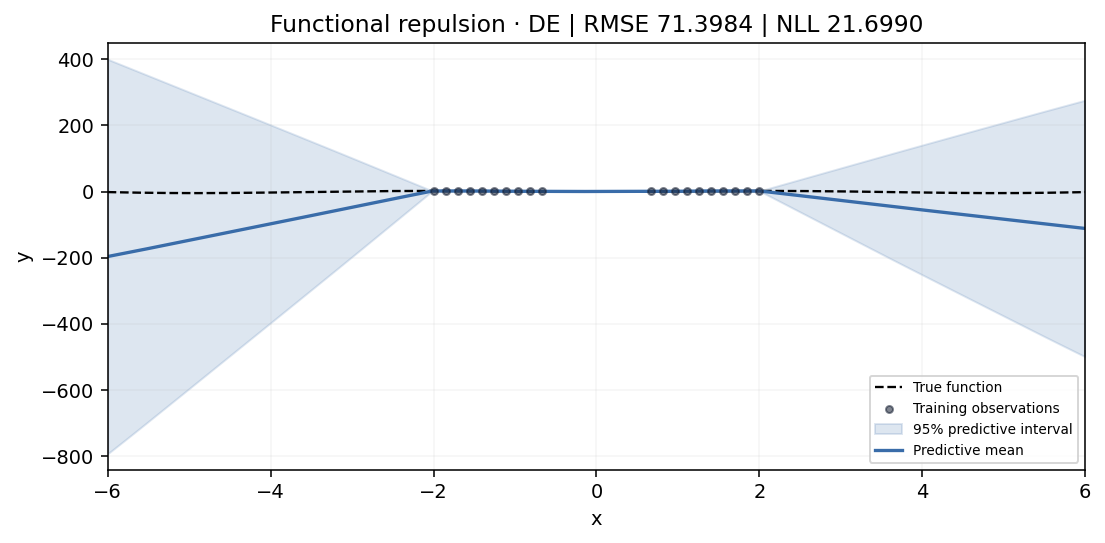 Functional repulsion · DE | RMSE 71.3984 | NLL 21.6990
y
400
200
0
−200
−400
−600
−800
True function
Training observations
95% predictive interval
Predictive mean
−6
−4
−2
0
2
4
6
x